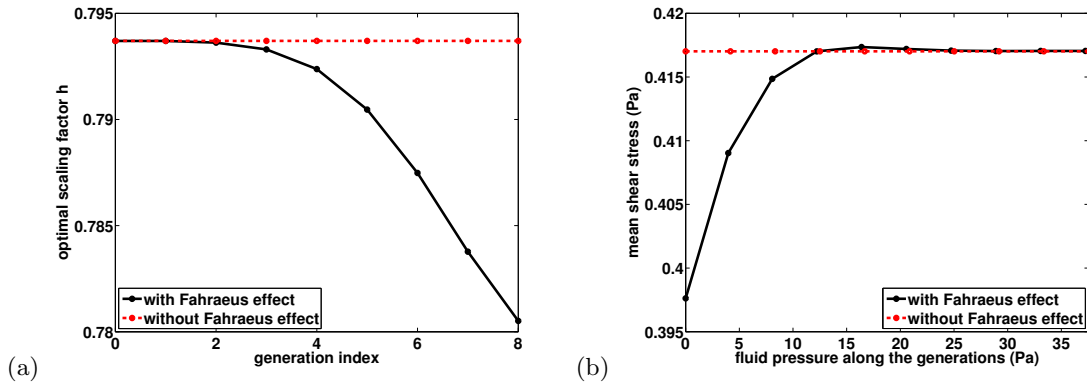 0.795
0.79
0.785
0.78
optimal scaling factor h
0 2 4 6 8
generation index
with Fahraeus effect
without Fahraeus effect
(a)
0.42
0.415
0.41
0.405
0.4
0.395
mean shear stress (Pa)
0 5 10 15 20 25 30 35
fluid pressure along the generations (Pa)
with Fahraeus effect
without Fahraeus effect
(b)